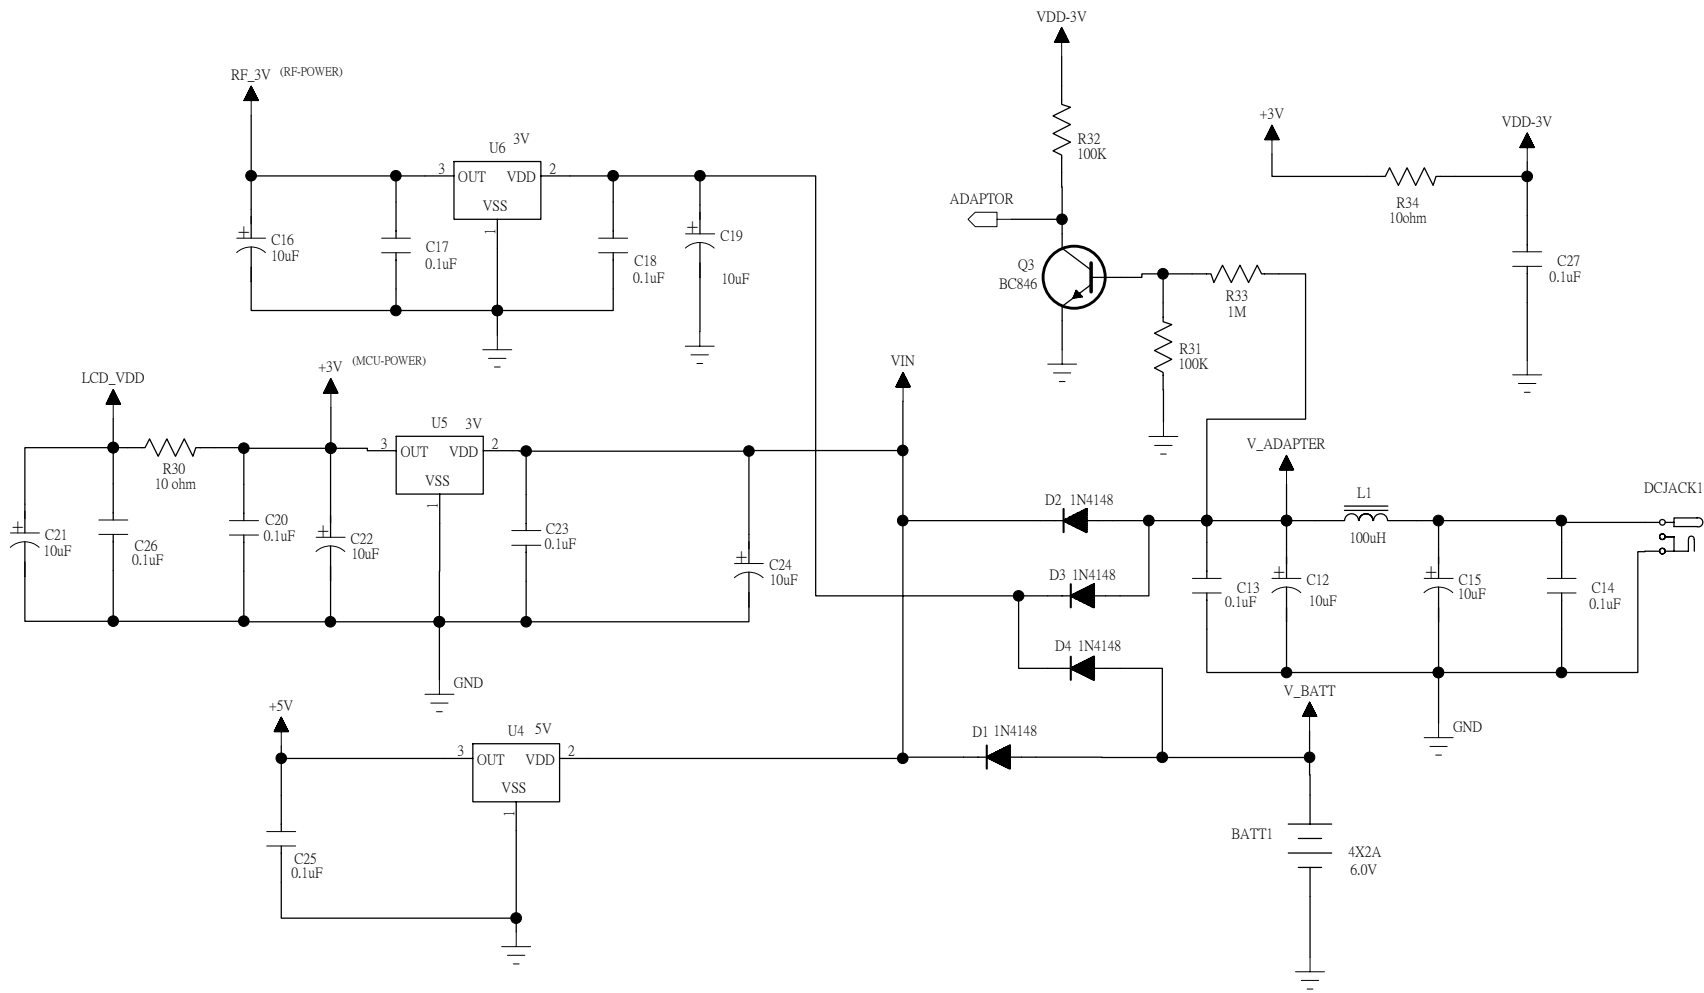 VDD-3V
RF_3V (RF-POWER)
R32
100K
+3V
VDD-3V
U6 3V
3 OUT VDD 2
VSS
1
R34
10ohm
ADAPTOR
C16
10uF
C17
0.1uF
C18
0.1uF
C19
10uF
Q3
BC846
R33
1M
C27
0.1uF
R31
100K
VIN
+3V (MCU-POWER)
LCD_VDD
U5 3V
3 OUT VDD 2
VSS
1
R30
10 ohm
V_ADAPTER
L1
100uH
DCJACK1
D2 1N4148
C21
10uF
C26
0.1uF
C20
0.1uF
C22
10uF
C23
0.1uF
C24
10uF
D3 1N4148
C13
0.1uF
C12
10uF
C15
10uF
C14
0.1uF
D4 1N4148
GND
V_BATT
+5V
U4 5V
3 OUT VDD 2
VSS
1
D1 1N4148
GND
BATT1
4X2A
6.0V
C25
0.1uF